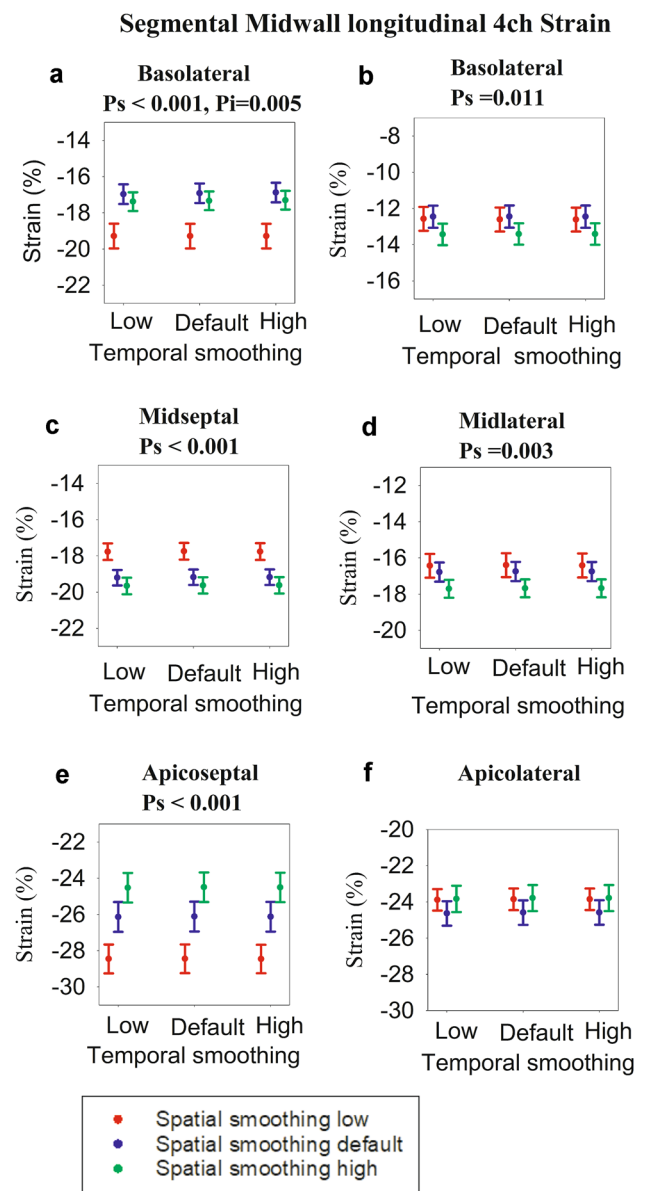 Segmental Midwall longitudinal 4ch Strain
a
Basolateral
Ps < 0.001, Pi=0.005
Strain (%)
-14
-16
-18
-20
-22
Low Default High
Temporal smoothing
b
Basolateral
Ps =0.011
Strain (%)
-8
-10
-12
-14
-16
Low Default High
Temporal smoothing
c
Midseptal
Ps < 0.001
Strain (%)
-14
-16
-18
-20
-22
Low Default High
Temporal smoothing
d
Midlateral
Ps =0.003
Strain (%)
-12
-14
-16
-18
-20
Low Default High
Temporal smoothing
e
Apicoseptal
Ps < 0.001
Strain (%)
-22
-24
-26
-28
-30
Low Default High
Temporal smoothing
f
Apicolateral
Strain (%)
-20
-22
-24
-26
-28
-30
Low Default High
Temporal smoothing
Spatial smoothing low
Spatial smoothing default
Spatial smoothing high